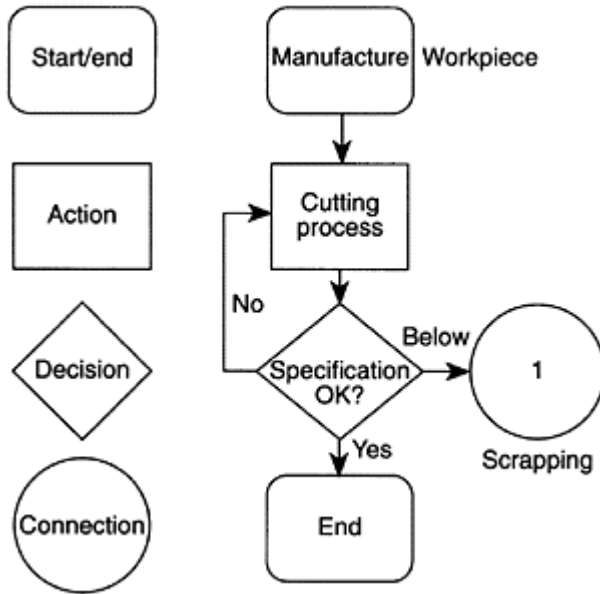 Start/end
Manufacture Workpiece
Action
Cutting
process
No
Decision
Specification
OK?
Below
1
Scrapping
Yes
Connection
End